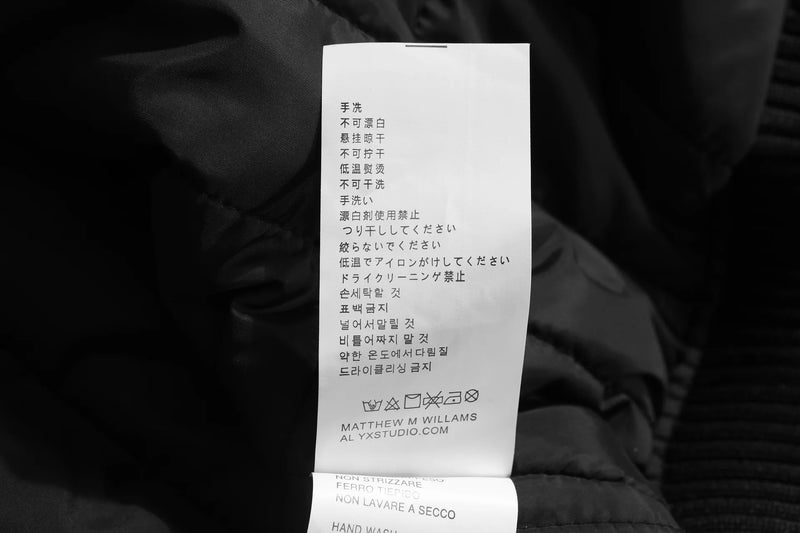 手洗
不可漂白
悬挂晾干
不可拧干
低温熨烫
不可干洗
手洗い
漂白剤使用禁止
つり干ししてください
絞らないでください
低温でアイロンがけしてください
ドライクリーニング禁止
손세탁할 것
표백금지
널어서말릴 것
비틀어짜지 말 것
약한 온도에서다림질
드라이클리싱금지
MATTHEW M WILLAMS
ALYXSTUDIO.COM
NON STRIZZARE
FERRO TIEPIDO
NON LAVARE A SECCO
HAND WASH